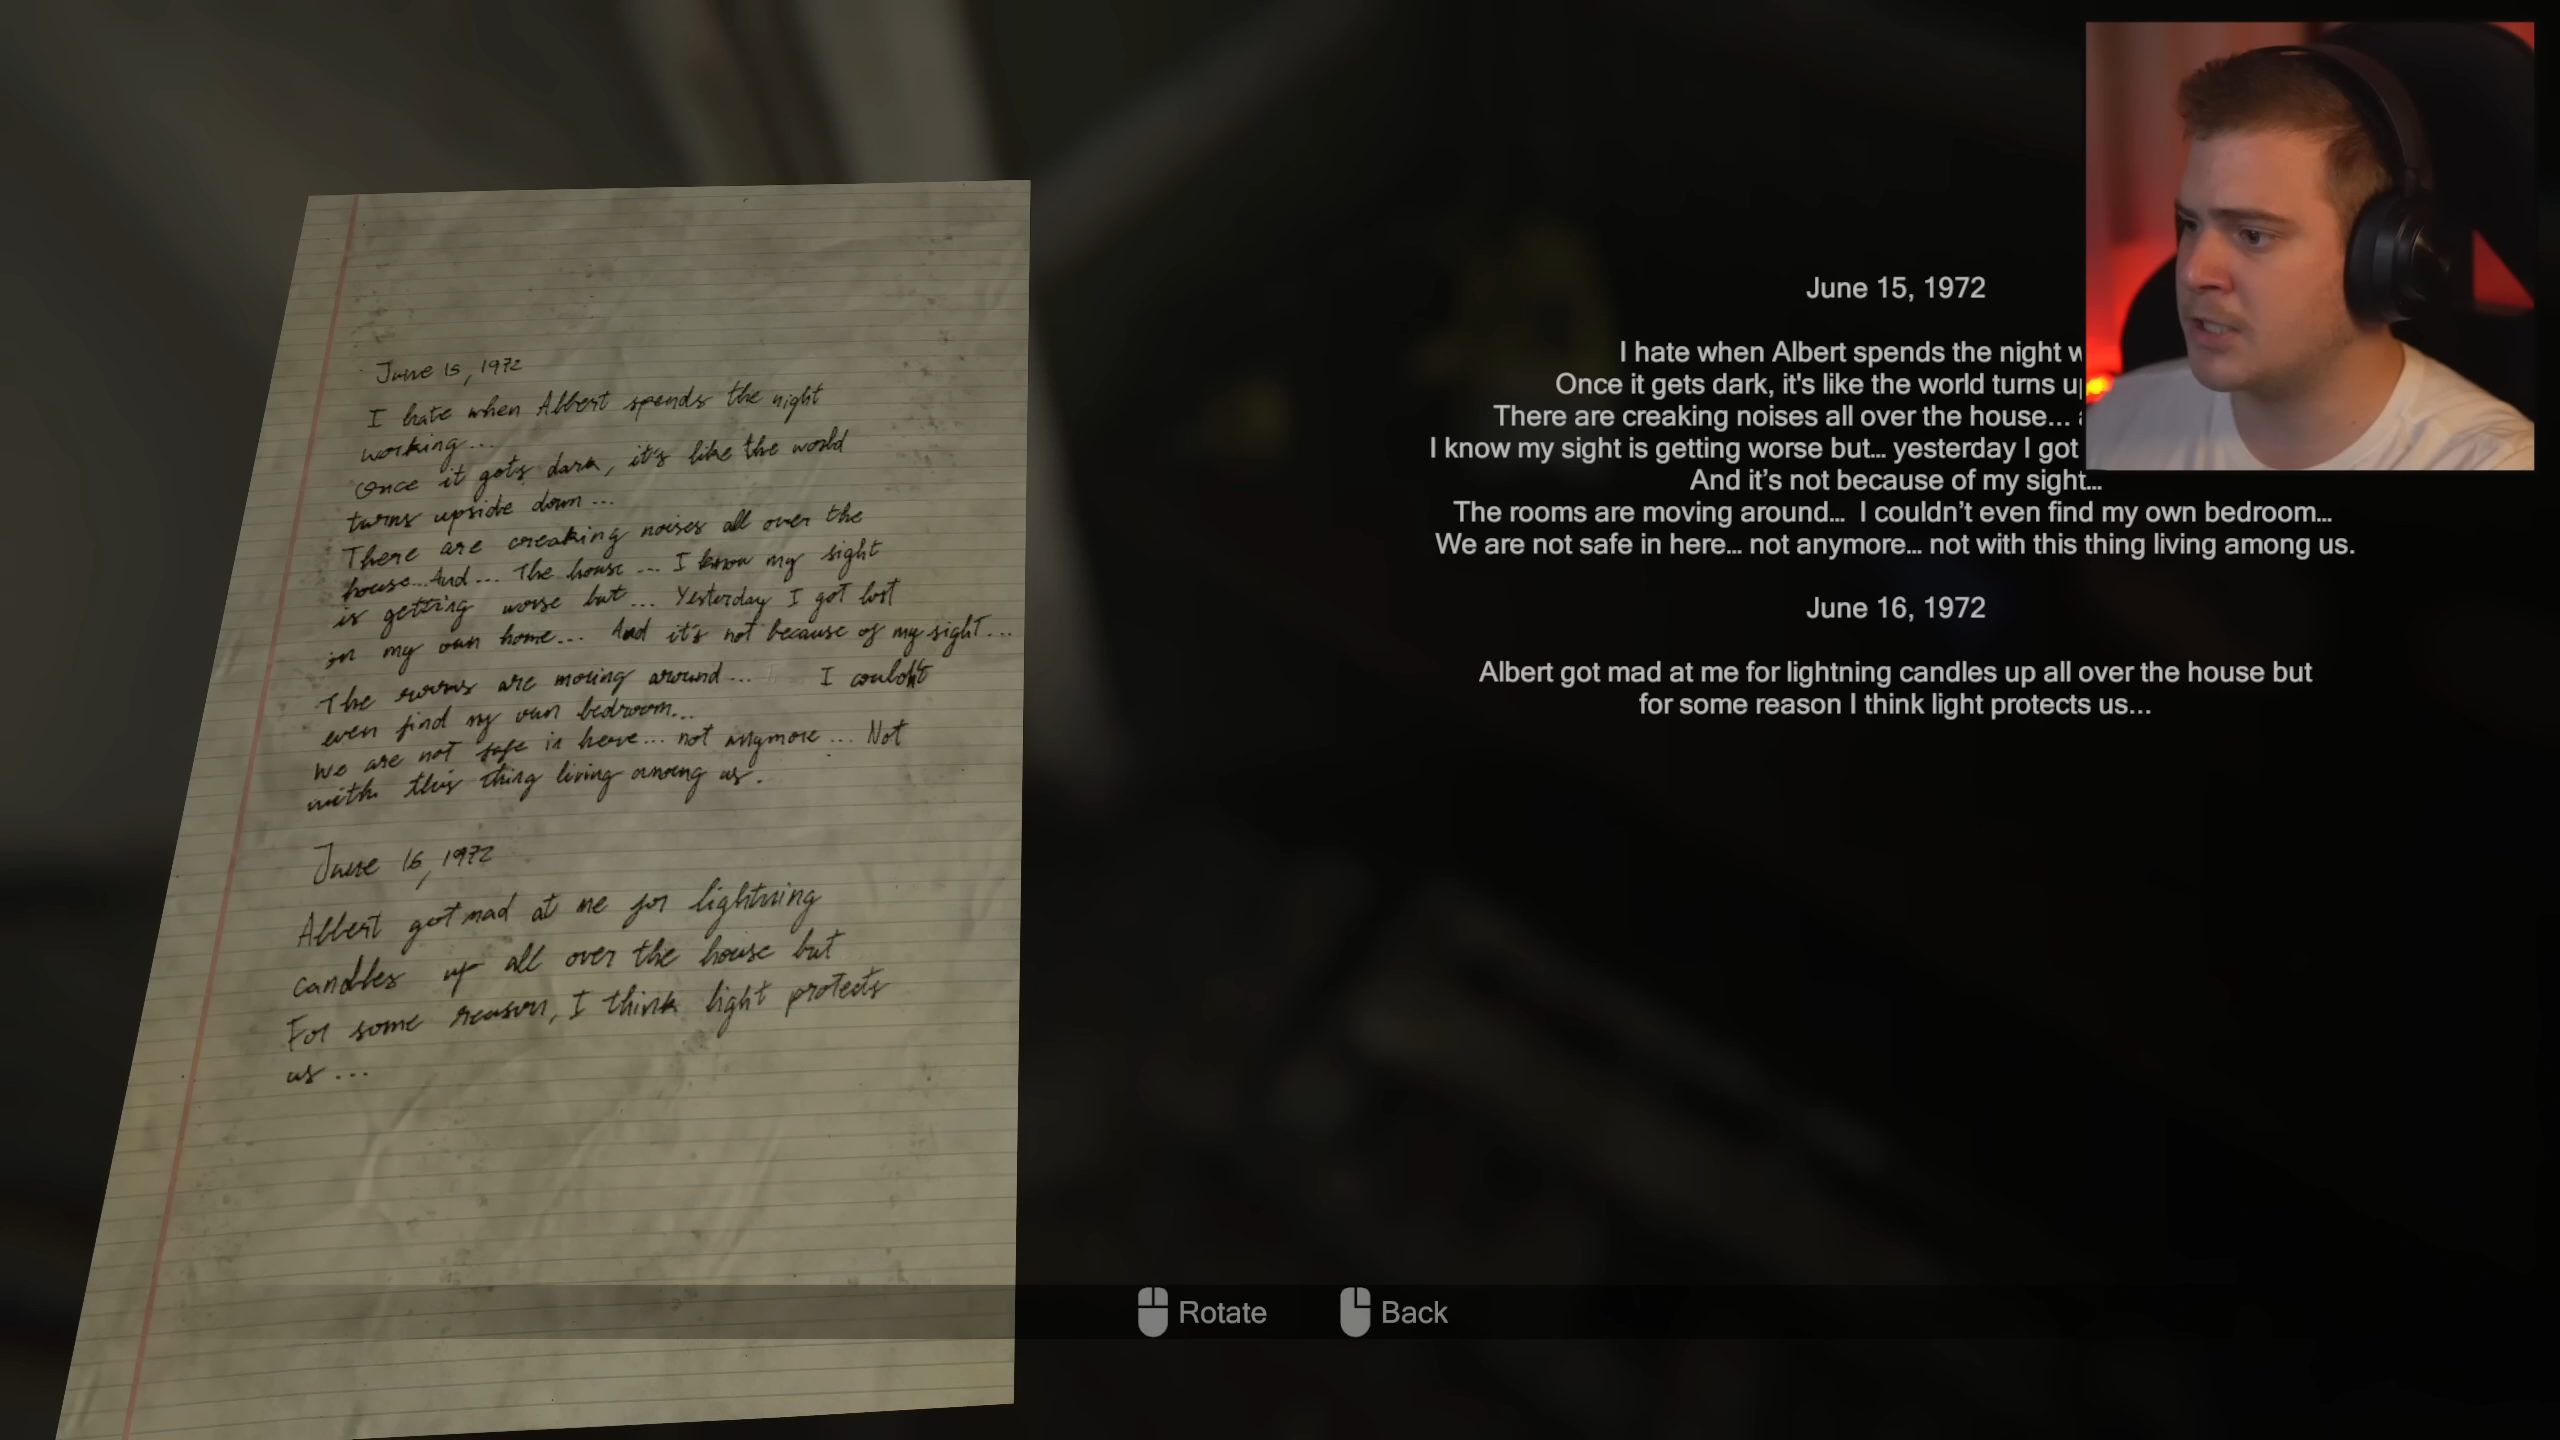 June 15, 1972
I hate when Albert spends the night
working...
Once it gets dark, it's like the world
turns upside down...
There are creaking noises all over the
house...And... The house... I know my sight
is getting worse but... Yesterday I got lost
in my own home... And it's not because of my sight...
The rooms are moving around... I couldn't
even find my own bedroom...
We are not safe in here... not anymore... Not
with this thing living among us.
June 16, 1972
Albert got mad at me for lightning
candles up all over the house but
For some reason, I think light protects
us...
June 15, 1972
I hate when Albert spends the night
Once it gets dark, it's like the world turns
There are creaking noises all over the house...
I know my sight is getting worse but... yesterday I got
And it's not because of my sight...
The rooms are moving around... I couldn't even find my own bedroom...
We are not safe in here... not anymore... not with this thing living among us.
June 16, 1972
Albert got mad at me for lightning candles up all over the house but
for some reason I think light protects us...
Rotate Back